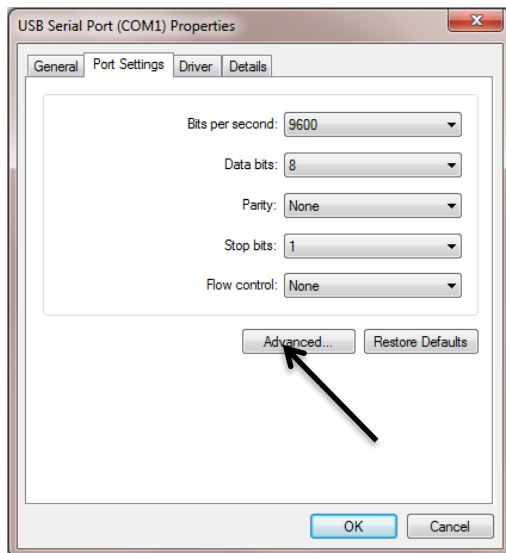 USB Serial Port (COM1) Properties
General Port Settings Driver Details
Bits per second: 9600
Data bits: 8
Parity: None
Stop bits: 1
Flow control: None
Advanced... Restore Defaults
OK Cancel